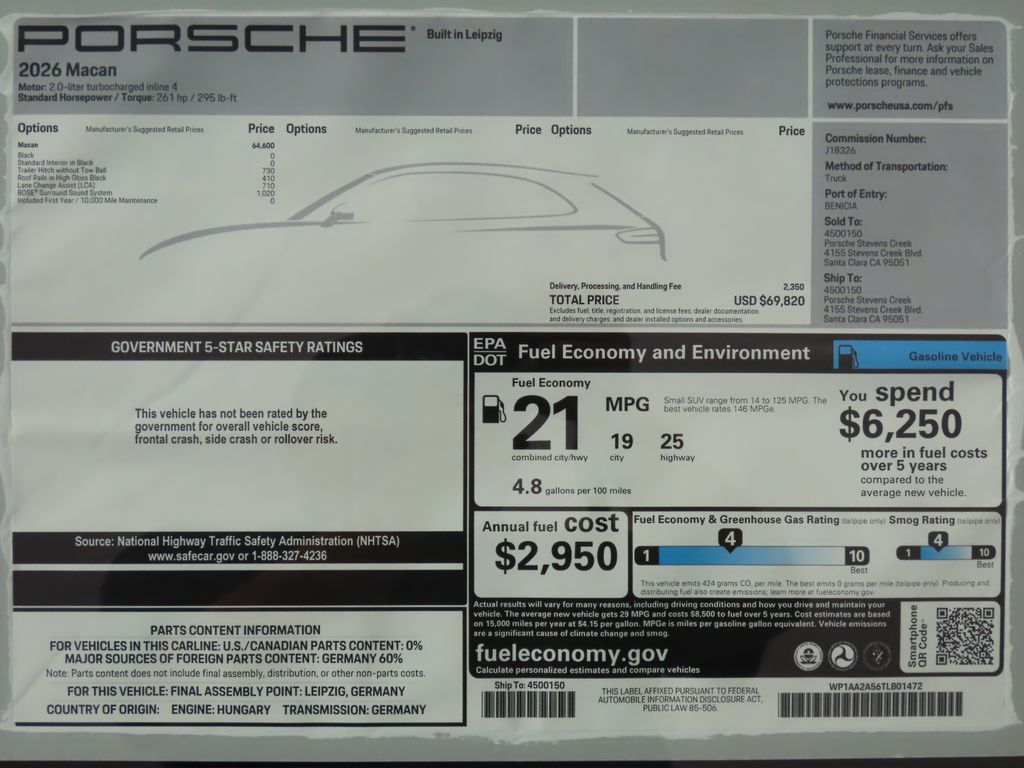 PORSCHE
Built in Leipzig
2026 Macan
Motor: 2.0-liter turbocharged inline 4
Standard Horsepower / Torque: 261 hp / 295 lb-ft
Porsche Financial Services offers
support at every turn. Ask your Sales
Professional for more information on
Porsche lease, finance and vehicle
protections programs.
www.porscheusa.com/pfs
Options Manufacturer's Suggested Retail Prices Price Options Manufacturer's Suggested Retail Prices Price Options Manufacturer's Suggested Retail Prices Price
Macan 64,600
Black 0
Standard Interior in Black 0
Trailer Hitch without Tow Ball 730
Roof Rails in High Gloss Black 410
Lane Change Assist [LCA] 710
BOSE® Surround Sound System 1,020
Included First Year / 10,000 Mile Maintenance 0
Delivery, Processing, and Handling Fee 2,350
TOTAL PRICE USD $69,820
Excludes fuel, title, registration, and license fees; dealer documentation
and delivery charges; and dealer installed options and accessories.
Commission Number:
J18326
Method of Transportation:
Truck
Port of Entry:
BENICIA
Sold To:
4500150
Porsche Stevens Creek
4155 Stevens Creek Blvd.
Santa Clara CA 95051
Ship To:
4500150
Porsche Stevens Creek
4155 Stevens Creek Blvd.
Santa Clara CA 95051
GOVERNMENT 5-STAR SAFETY RATINGS
This vehicle has not been rated by the
government for overall vehicle score,
frontal crash, side crash or rollover risk.
Source: National Highway Traffic Safety Administration (NHTSA)
www.safecar.gov or 1-888-327-4236
PARTS CONTENT INFORMATION
FOR VEHICLES IN THIS CARLINE: U.S./CANADIAN PARTS CONTENT: 0%
MAJOR SOURCES OF FOREIGN PARTS CONTENT: GERMANY 60%
Note: Parts content does not include final assembly, distribution, or other non-parts costs.
FOR THIS VEHICLE: FINAL ASSEMBLY POINT: LEIPZIG, GERMANY
COUNTRY OF ORIGIN: ENGINE: HUNGARY TRANSMISSION: GERMANY
EPA
DOT
Fuel Economy and Environment
Gasoline Vehicle
Fuel Economy
21 MPG
combined city/hwy
19
city
25
highway
4.8 gallons per 100 miles
Small SUV range from 14 to 125 MPG. The
best vehicle rates 146 MPGe.
You spend
$6,250
more in fuel costs
over 5 years
compared to the
average new vehicle.
Annual fuel cost
$2,950
Fuel Economy & Greenhouse Gas Rating (tailpipe only)
4
1 10
Best
Smog Rating (tailpipe only)
4
1 10
Best
This vehicle emits 424 grams CO₂ per mile. The best emits 0 grams per mile (tailpipe only). Producing and
distributing fuel also create emissions; learn more at fueleconomy.gov.
Actual results will vary for many reasons, including driving conditions and how you drive and maintain your
vehicle. The average new vehicle gets 29 MPG and costs $8,500 to fuel over 5 years. Cost estimates are based
on 15,000 miles per year at $4.15 per gallon. MPGe is miles per gasoline gallon equivalent. Vehicle emissions
are a significant cause of climate change and smog.
fueleconomy.gov
Calculate personalized estimates and compare vehicles
Smartphone
QR Code™
Ship To: 4500150
THIS LABEL AFFIXED PURSUANT TO FEDERAL
AUTOMOBILE INFORMATION DISCLOSURE ACT,
PUBLIC LAW 85-506.
WP1AA2A56TLB01472